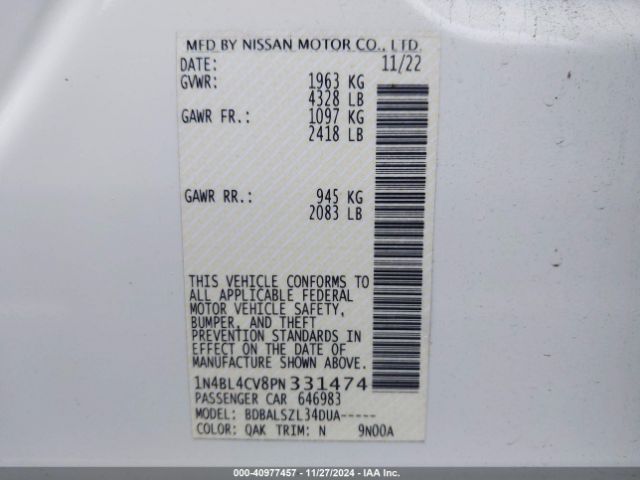 MFD BY NISSAN MOTOR CO., LTD.
DATE: 11/22
GVWR: 1963 KG
4328 LB
GAWR FR.: 1097 KG
2418 LB
GAWR RR.: 945 KG
2083 LB
THIS VEHICLE CONFORMS TO
ALL APPLICABLE FEDERAL
MOTOR VEHICLE SAFETY,
BUMPER, AND THEFT
PREVENTION STANDARDS IN
EFFECT ON THE DATE OF
MANUFACTURE SHOWN ABOVE.
1N4BL4CV8PN331474
PASSENGER CAR 646983
MODEL: BDBALSZL34DUA-----
COLOR: QAK TRIM: N 9N00A
000-40977457 - 11/27/2024 - IAA Inc.